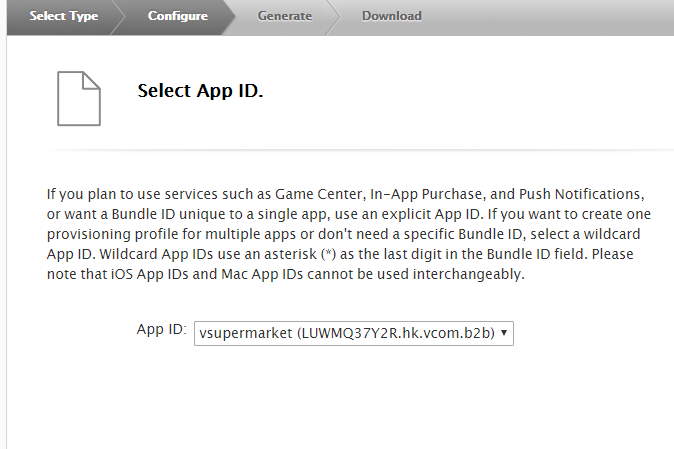 Select Type Configure Generate Download
Select App ID.
If you plan to use services such as Game Center, In-App Purchase, and Push Notifications,
or want a Bundle ID unique to a single app, use an explicit App ID. If you want to create one
provisioning profile for multiple apps or don't need a specific Bundle ID, select a wildcard
App ID. Wildcard App IDs use an asterisk (*) as the last digit in the Bundle ID field. Please
note that iOS App IDs and Mac App IDs cannot be used interchangeably.
App ID: vsupermarket (LUWMQ37Y2R.hk.vcom.b2b)